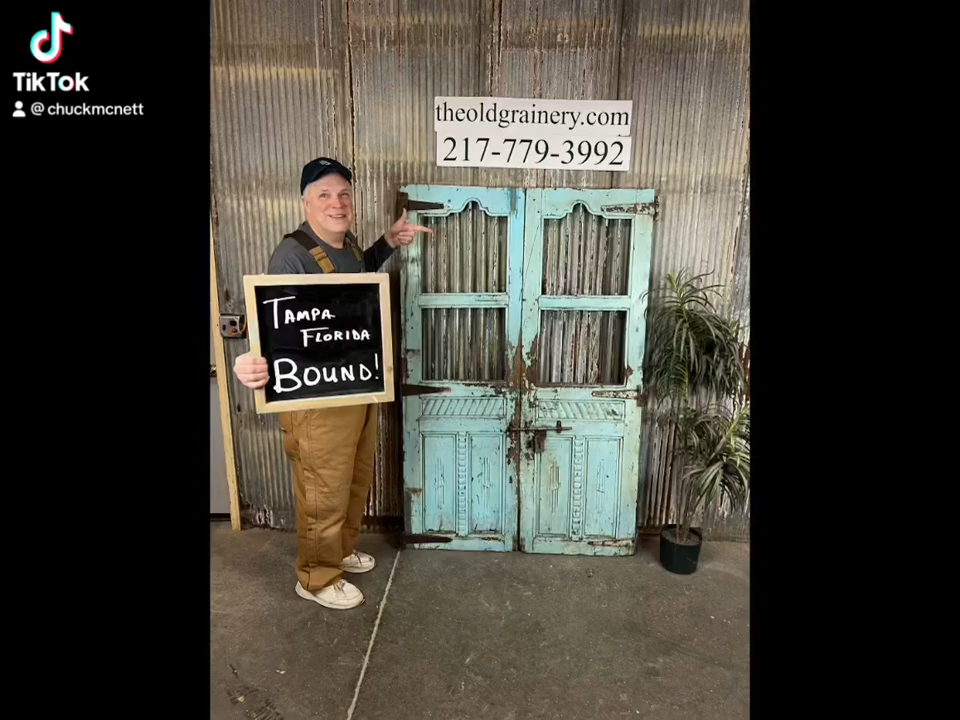 TikTok
@chuckmcnett
theoldgrainery.com
217-779-3992
TAMPA
FLORIDA
BOUND!